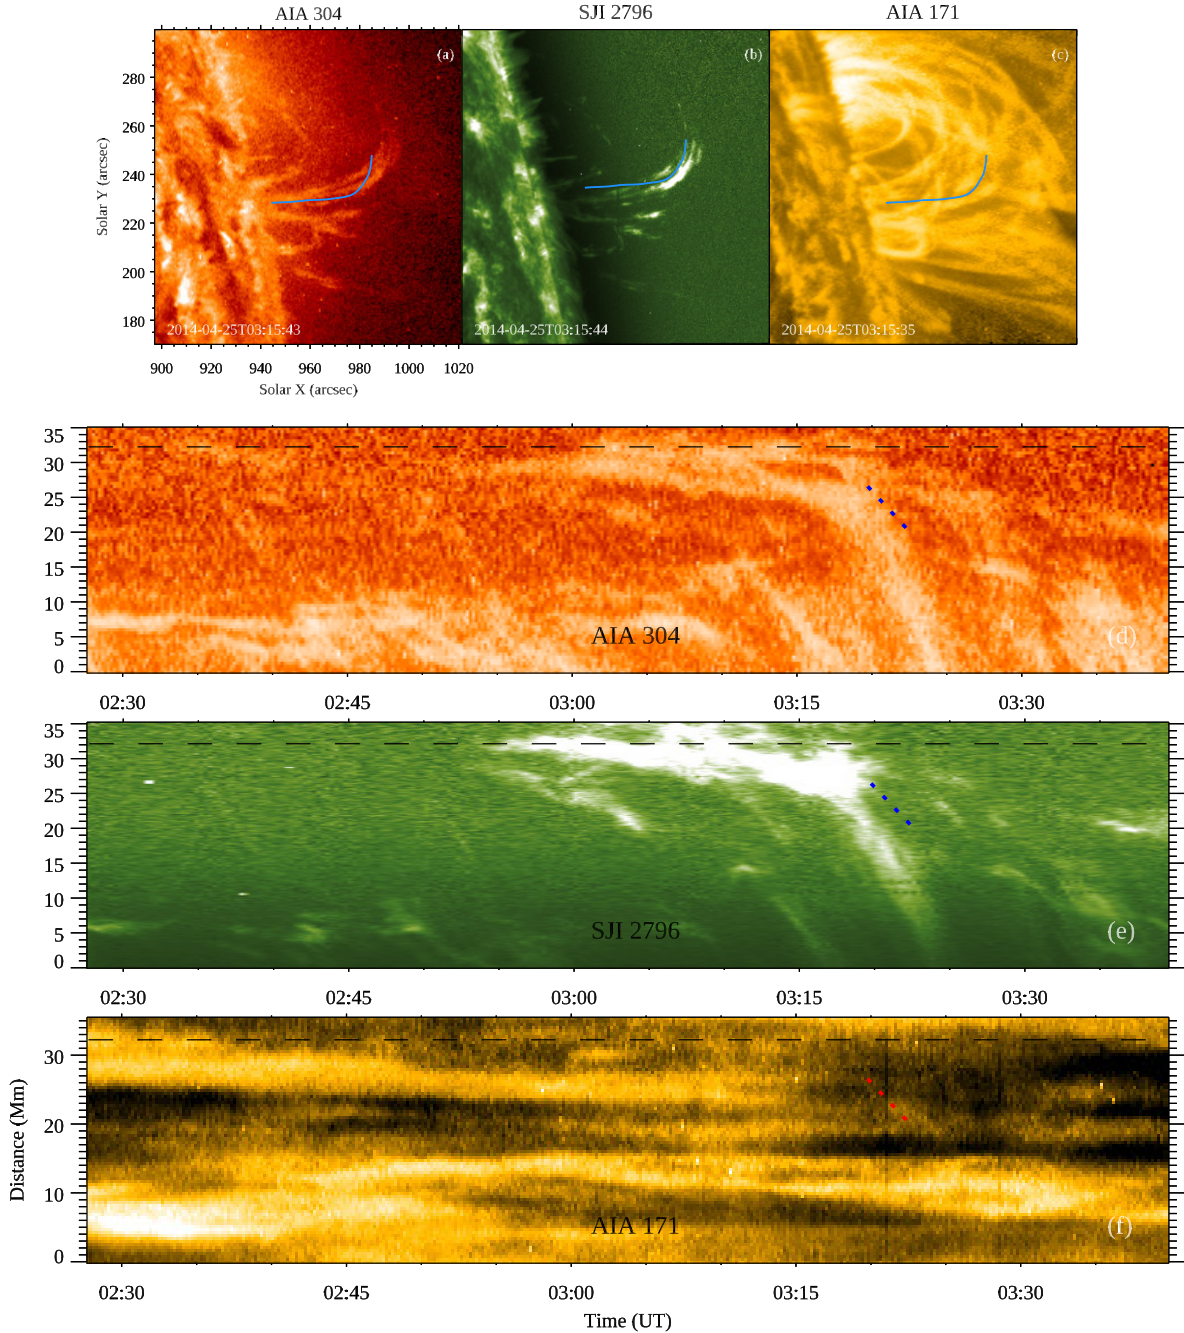 AIA 304 SJI 2796 AIA 171
(a) (b) (c)
280
260
240
220
200
180
Solar Y (arcsec)
2014-04-25T03:15:43 2014-04-25T03:15:44 2014-04-25T03:15:35
900 920 940 960 980 1000 1020
Solar X (arcsec)
35
30
25
20
15
10
5
0
AIA 304 (d)
02:30 02:45 03:00 03:15 03:30
35
30
25
20
15
10
5
0
SJI 2796 (e)
02:30 02:45 03:00 03:15 03:30
30
20
10
0
Distance (Mm)
AIA 171 (f)
02:30 02:45 03:00 03:15 03:30
Time (UT)